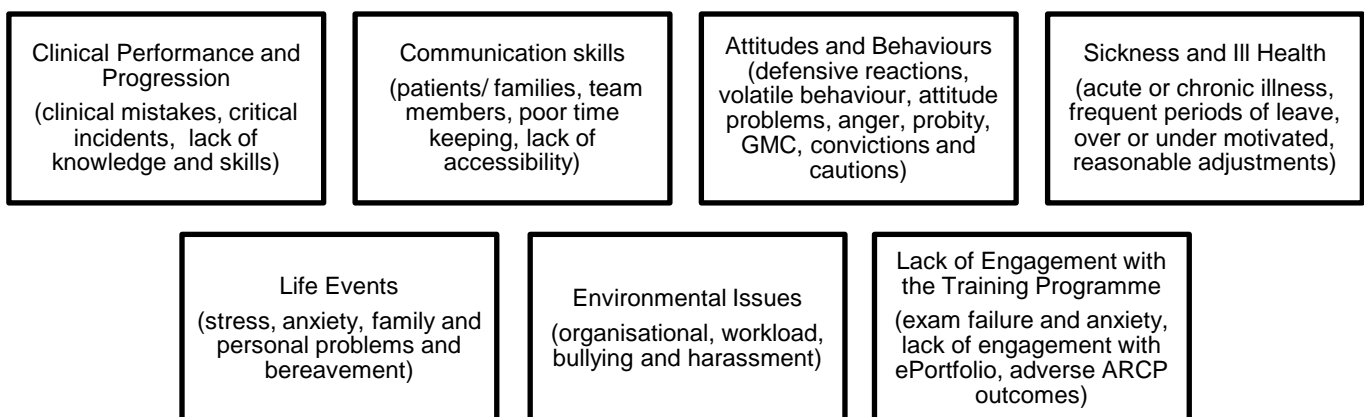 Clinical Performance and
Progression
(clinical mistakes, critical
incidents, lack of
knowledge and skills)
Communication skills
(patients/ families, team
members, poor time
keeping, lack of
accessibility)
Attitudes and Behaviours
(defensive reactions,
volatile behaviour, attitude
problems, anger, probity,
GMC, convictions and
cautions)
Sickness and Ill Health
(acute or chronic illness,
frequent periods of leave,
over or under motivated,
reasonable adjustments)
Life Events
(stress, anxiety, family and
personal problems and
bereavement)
Environmental Issues
(organisational, workload,
bullying and harassment)
Lack of Engagement with
the Training Programme
(exam failure and anxiety,
lack of engagement with
ePortfolio, adverse ARCP
outcomes)